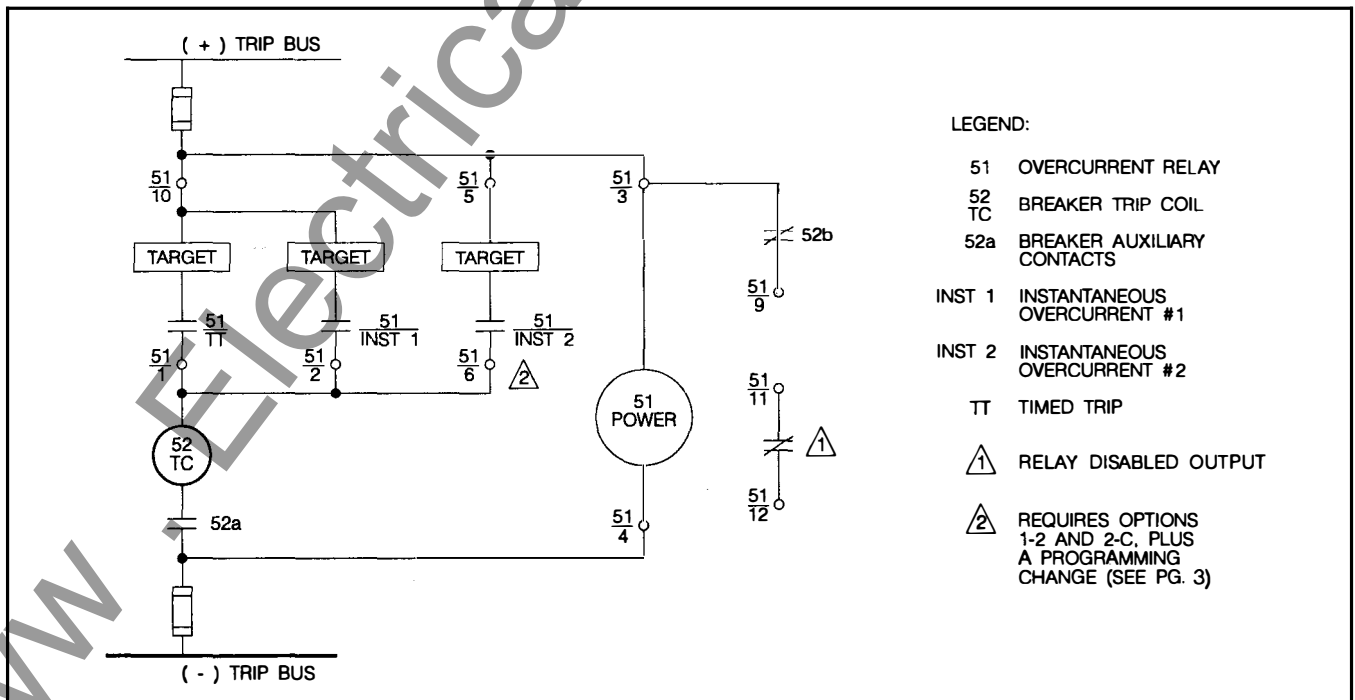 ( + ) TRIP BUS
51
10
51
5
51
3
TARGET
TARGET
TARGET
52b
51
9
51
TT
51
INST 1
51
INST 2
51
1
51
2
51
6
2
51
POWER
51
11
1
51
12
52
TC
52a
51
4
( - ) TRIP BUS
LEGEND:
51 OVERCURRENT RELAY
52
TC BREAKER TRIP COIL
52a BREAKER AUXILIARY
CONTACTS
INST 1 INSTANTANEOUS
OVERCURRENT #1
INST 2 INSTANTANEOUS
OVERCURRENT #2
TT TIMED TRIP
1 RELAY DISABLED OUTPUT
2 REQUIRES OPTIONS
1-2 AND 2-C, PLUS
A PROGRAMMING
CHANGE (SEE PG. 3)
w . Electrica